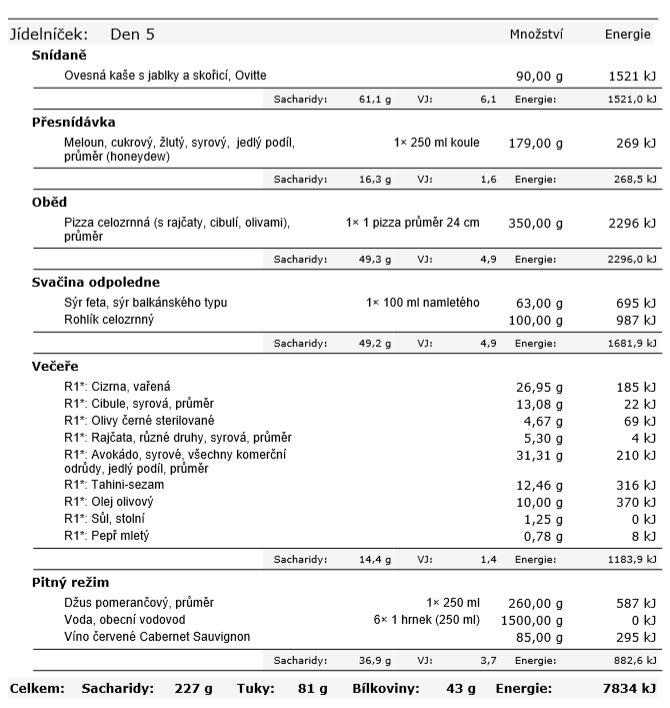 Jídelníček: Den 5 Množství Energie
Snídaně
Ovesná kaše s jablky a skořicí, Ovitte 90,00 g 1521 kJ
Sacharidy: 61,1 g VJ: 6,1 Energie: 1521,0 kJ
Přesnídávka
Meloun, cukrový, žlutý, syrový, jedlý podíl, 1× 250 ml koule 179,00 g 269 kJ
průměr (honeydew)
Sacharidy: 16,3 g VJ: 1,6 Energie: 268,5 kJ
Oběd
Pizza celozrnná (s rajčaty, cibulí, olivami), 1× 1 pizza průměr 24 cm 350,00 g 2296 kJ
průměr
Sacharidy: 49,3 g VJ: 4,9 Energie: 2296,0 kJ
Svačina odpoledne
Sýr feta, sýr balkánského typu 1× 100 ml namletého 63,00 g 695 kJ
Rohlík celozrnný 100,00 g 987 kJ
Sacharidy: 49,2 g VJ: 4,9 Energie: 1681,9 kJ
Večeře
R1*: Cizrna, vařená 26,95 g 185 kJ
R1*: Cibule, syrová, průměr 13,08 g 22 kJ
R1*: Olivy černé sterilované 4,67 g 69 kJ
R1*: Rajčata, různé druhy, syrová, průměr 5,30 g 4 kJ
R1*: Avokádo, syrové, všechny komerční 31,31 g 210 kJ
odrůdy, jedlý podíl, průměr
R1*: Tahini-sezam 12,46 g 316 kJ
R1*: Olej olivový 10,00 g 370 kJ
R1*: Sůl, stolní 1,25 g 0 kJ
R1*: Pepř mletý 0,78 g 8 kJ
Sacharidy: 14,4 g VJ: 1,4 Energie: 1183,9 kJ
Pitný režim
Džus pomerančový, průměr 1× 250 ml 260,00 g 587 kJ
Voda, obecní vodovod 6× 1 hrnek (250 ml) 1500,00 g 0 kJ
Víno červené Cabernet Sauvignon 85,00 g 295 kJ
Sacharidy: 36,9 g VJ: 3,7 Energie: 882,6 kJ
Celkem: Sacharidy: 227 g Tuky: 81 g Bílkoviny: 43 g Energie: 7834 kJ